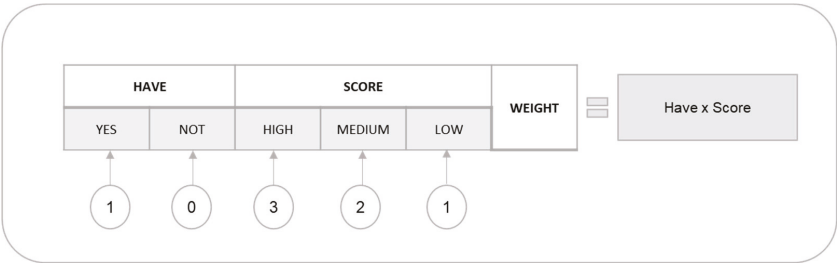 HAVE SCORE WEIGHT Have x Score
YES NOT HIGH MEDIUM LOW
1 0 3 2 1